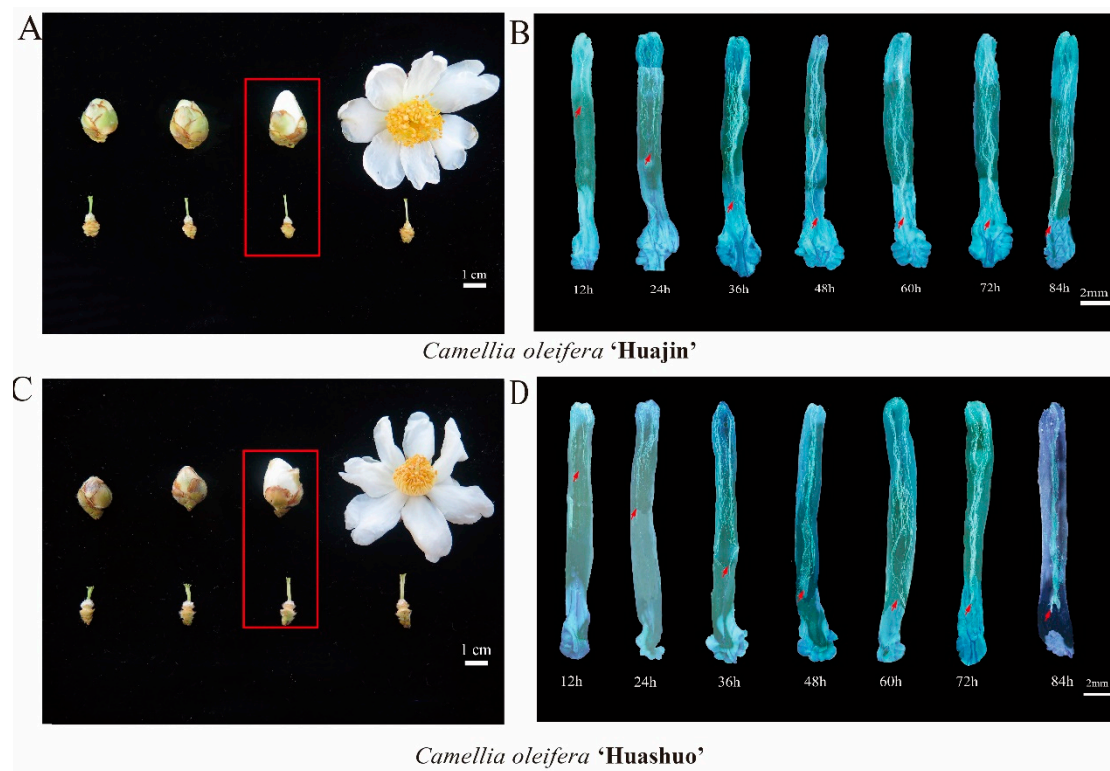 A
B
1 cm
12h 24h 36h 48h 60h 72h 84h
2mm
Camellia oleifera ‘Huajin’
C
D
1 cm
12h 24h 36h 48h 60h 72h 84h
2mm
Camellia oleifera ‘Huashuo’